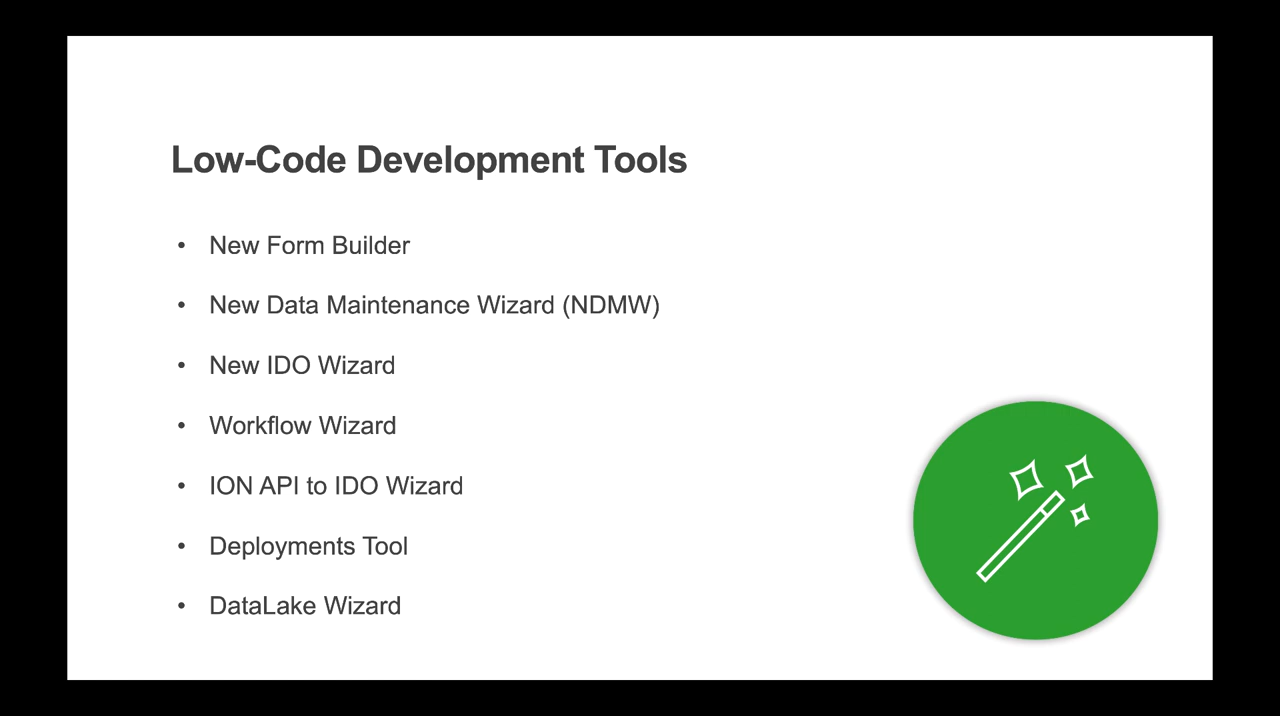 Low-Code Development Tools
• New Form Builder
• New Data Maintenance Wizard (NDMW)
• New IDO Wizard
• Workflow Wizard
• ION API to IDO Wizard
• Deployments Tool
• DataLake Wizard